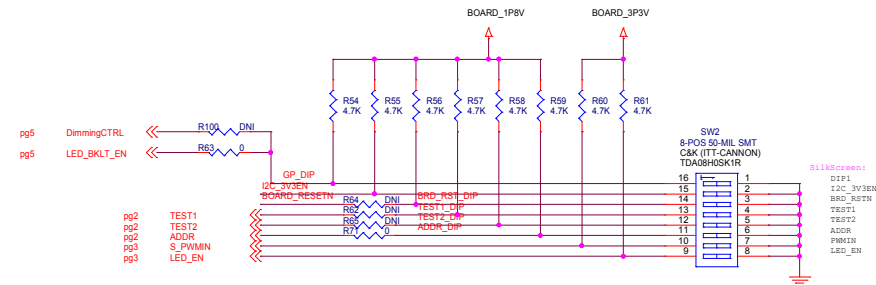 BOARD_1P8V BOARD_3P3V
R54 R55 R56 R57 R58 R59 R60 R61
4.7K 4.7K 4.7K 4.7K 4.7K 4.7K 4.7K 4.7K
R100 DNI
pg5 DimmingCTRL
R63 0
pg5 LED_BKLT_EN
SW2
8-POS 50-MIL SMT
C&K (ITT-CANNON)
TDA08H0SK1R
SilkScreen:
GP_DIP 16 1 DIP1
I2C_3V3EN 15 2 I2C_3V3EN
BOARD_RESETN R64 DNI BRD_RST_DIP 14 3 BRD_RSTN
pg2 TEST1 R62 DNI TEST1_DIP 13 4 TEST1
pg2 TEST2 R65 DNI TEST2_DIP 12 5 TEST2
pg2 ADDR R71 0 ADDR_DIP 11 6 ADDR
pg3 S_PWMIN 10 7 PWMIN
pg3 LED_EN 9 8 LED_EN